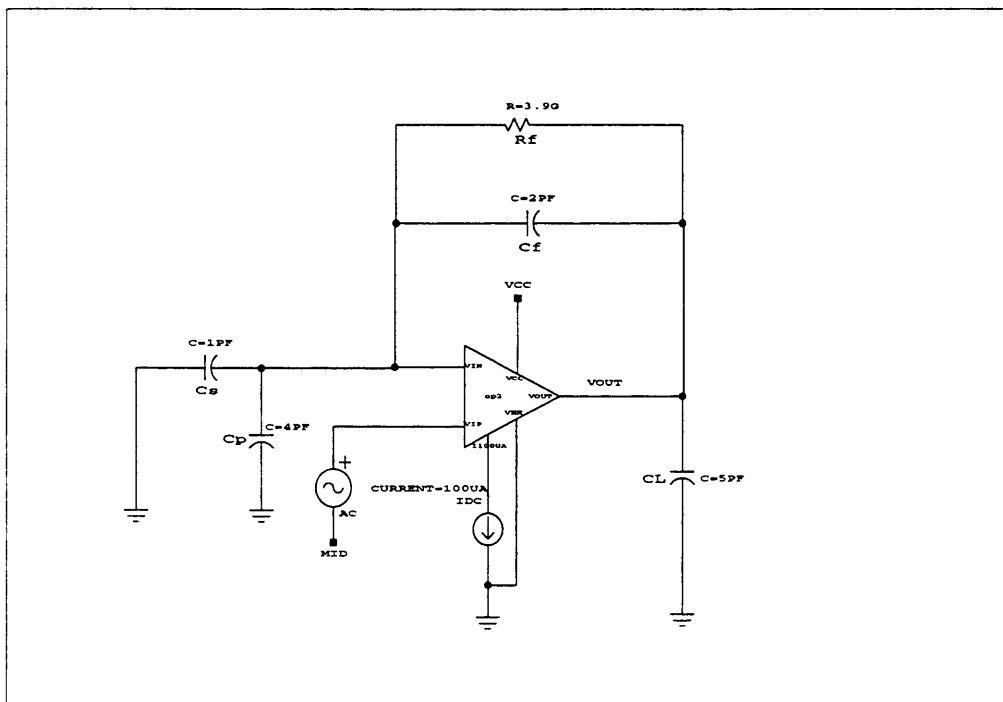 R=3.9G
Rf
C=2PF
Cf
VCC
C=1PF
Cs
VIN
VCC
op2
VOUT
VOUT
VEE
VIP
I100UA
C=4PF
Cp
CL
C=5PF
+
CURRENT=100UA
IDC
AC
MID